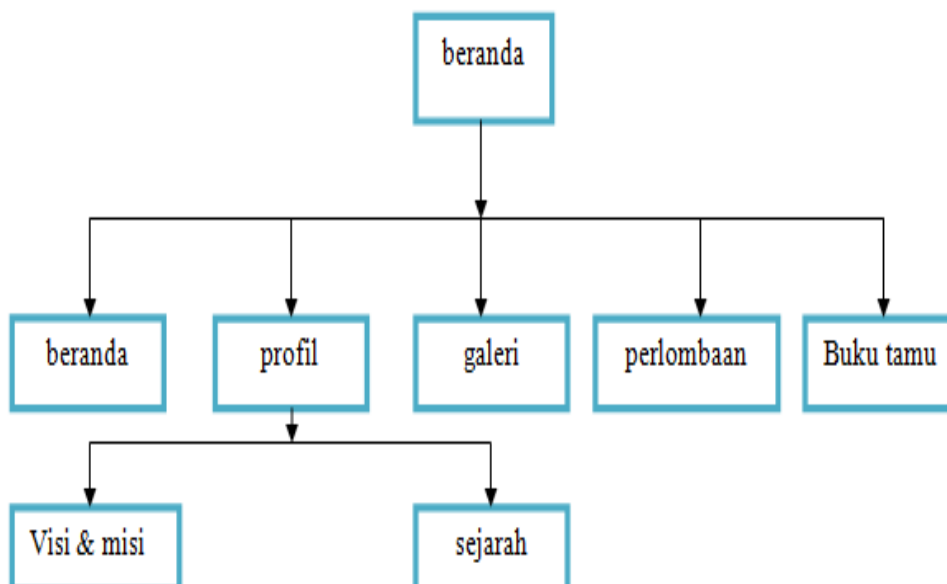 beranda
beranda
profil
galeri
perlombaan
Buku tamu
Visi & misi
sejarah